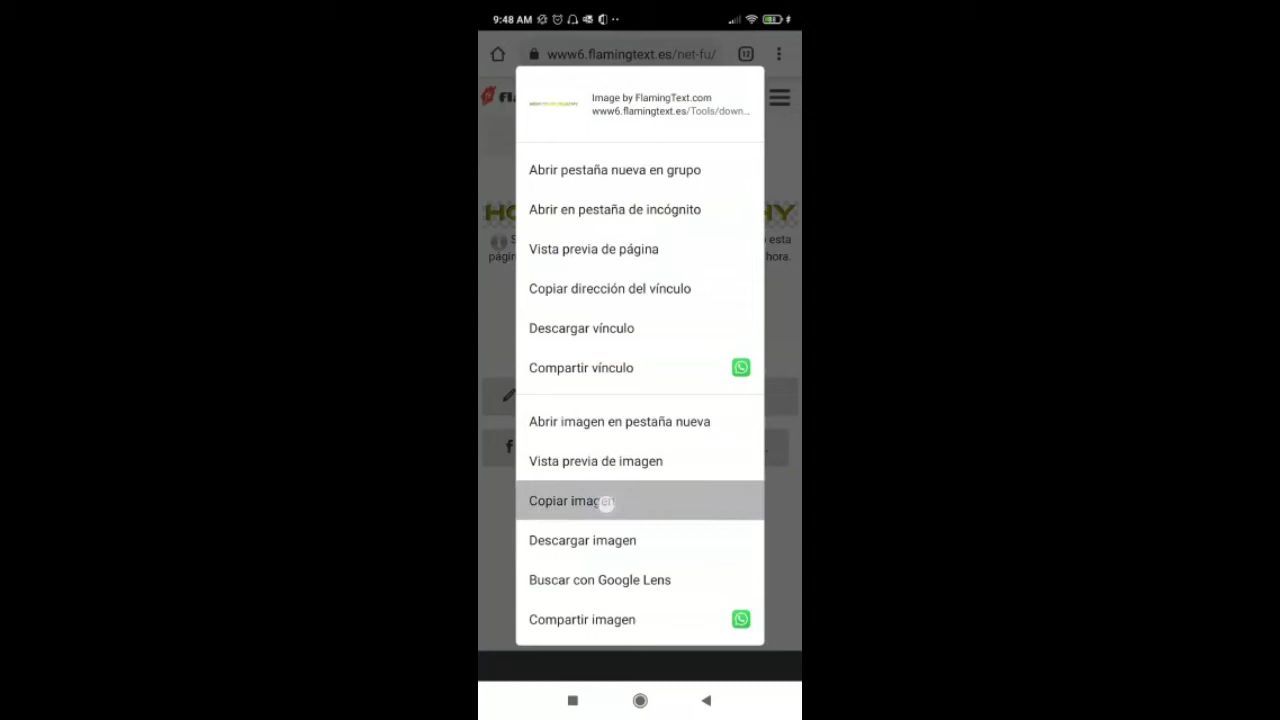 9:48 AM
www6.flamingtext.es/net-fu/
12
Image by FlamingText.com
www6.flamingtext.es/Tools/down...
Abrir pestaña nueva en grupo
Abrir en pestaña de incógnito
Vista previa de página
esta
hora.
Copiar dirección del vínculo
Descargar vínculo
Compartir vínculo
Abrir imagen en pestaña nueva
Vista previa de imagen
Copiar imagen
Descargar imagen
Buscar con Google Lens
Compartir imagen